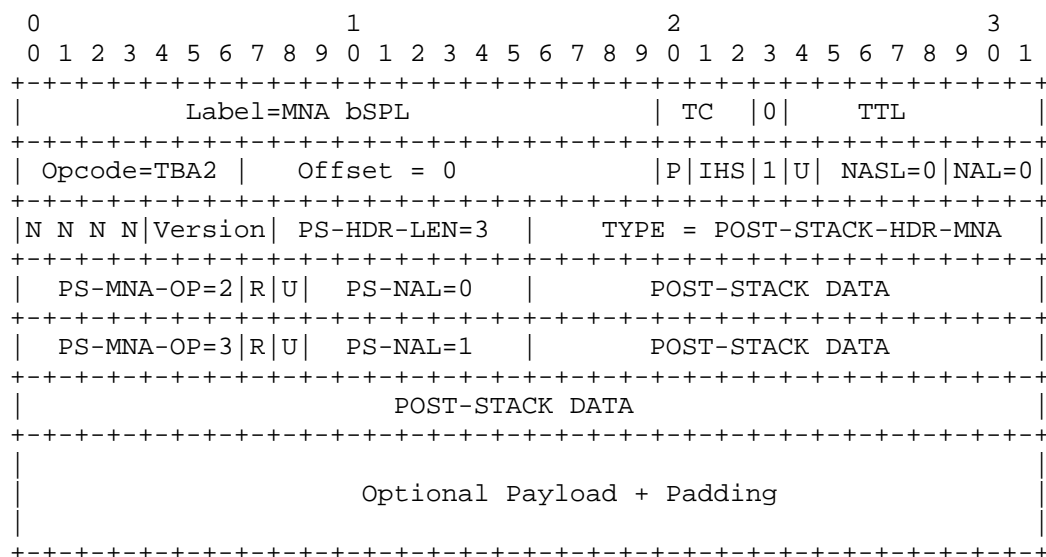 0                   1                   2                   3
 0 1 2 3 4 5 6 7 8 9 0 1 2 3 4 5 6 7 8 9 0 1 2 3 4 5 6 7 8 9 0 1
+-+-+-+-+-+-+-+-+-+-+-+-+-+-+-+-+-+-+-+-+-+-+-+-+-+-+-+-+-+-+-+-+
|          Label=MNA bSPL               | TC  |0|    TTL        |
+-+-+-+-+-+-+-+-+-+-+-+-+-+-+-+-+-+-+-+-+-+-+-+-+-+-+-+-+-+-+-+-+
| Opcode=TBA2 |   Offset = 0            |P|IHS|1|U| NASL=0|NAL=0|
+-+-+-+-+-+-+-+-+-+-+-+-+-+-+-+-+-+-+-+-+-+-+-+-+-+-+-+-+-+-+-+-+
|N N N N|Version| PS-HDR-LEN=3  |    TYPE = POST-STACK-HDR-MNA  |
+-+-+-+-+-+-+-+-+-+-+-+-+-+-+-+-+-+-+-+-+-+-+-+-+-+-+-+-+-+-+-+-+
|  PS-MNA-OP=2|R|U|  PS-NAL=0   |       POST-STACK DATA         |
+-+-+-+-+-+-+-+-+-+-+-+-+-+-+-+-+-+-+-+-+-+-+-+-+-+-+-+-+-+-+-+-+
|  PS-MNA-OP=3|R|U|  PS-NAL=1   |       POST-STACK DATA         |
+-+-+-+-+-+-+-+-+-+-+-+-+-+-+-+-+-+-+-+-+-+-+-+-+-+-+-+-+-+-+-+-+
|                       POST-STACK DATA                         |
+-+-+-+-+-+-+-+-+-+-+-+-+-+-+-+-+-+-+-+-+-+-+-+-+-+-+-+-+-+-+-+-+
|                                                               |
|                     Optional Payload + Padding                |
|                                                               |
+-+-+-+-+-+-+-+-+-+-+-+-+-+-+-+-+-+-+-+-+-+-+-+-+-+-+-+-+-+-+-+-+